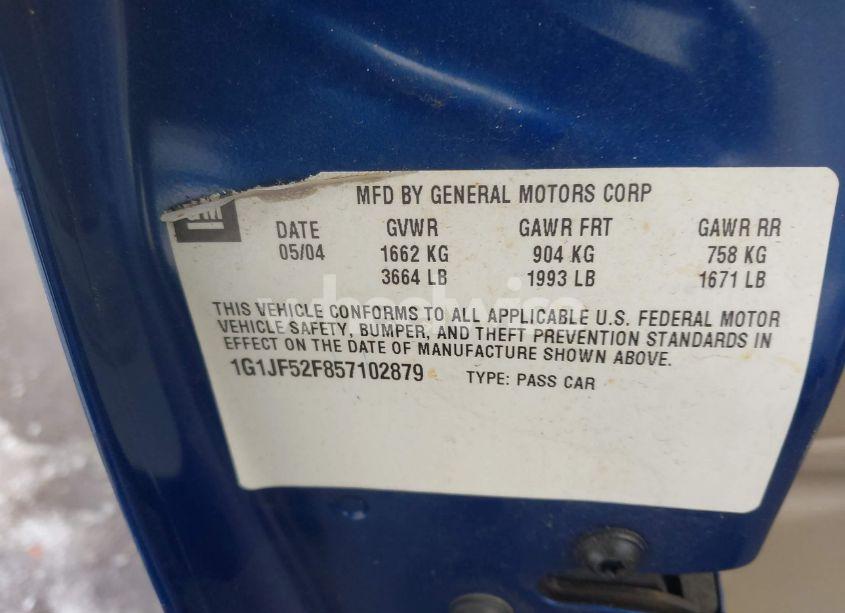 MFD BY GENERAL MOTORS CORP
GM
DATE GVWR GAWR FRT GAWR RR
05/04 1662 KG 904 KG 758 KG
3664 LB 1993 LB 1671 LB
THIS VEHICLE CONFORMS TO ALL APPLICABLE U.S. FEDERAL MOTOR
VEHICLE SAFETY, BUMPER, AND THEFT PREVENTION STANDARDS IN
EFFECT ON THE DATE OF MANUFACTURE SHOWN ABOVE.
1G1JF52F857102879 TYPE: PASS CAR